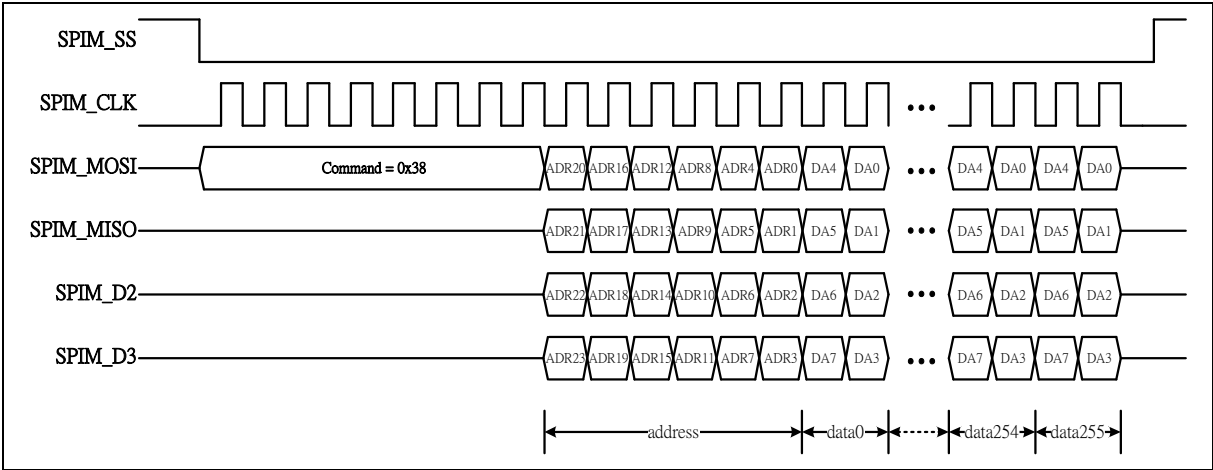 SPIM_SS
SPIM_CLK •••
SPIM_MOSI Command = 0x38 ADR20 ADR16 ADR12 ADR8 ADR4 ADR0 DA4 DA0 ••• DA4 DA0 DA4 DA0
SPIM_MISO ADR21 ADR17 ADR13 ADR9 ADR5 ADR1 DA5 DA1 ••• DA5 DA1 DA5 DA1
SPIM_D2 ADR22 ADR18 ADR14 ADR10 ADR6 ADR2 DA6 DA2 ••• DA6 DA2 DA6 DA2
SPIM_D3 ADR23 ADR19 ADR15 ADR11 ADR7 ADR3 DA7 DA3 ••• DA7 DA3 DA7 DA3
address data0 data254 data255